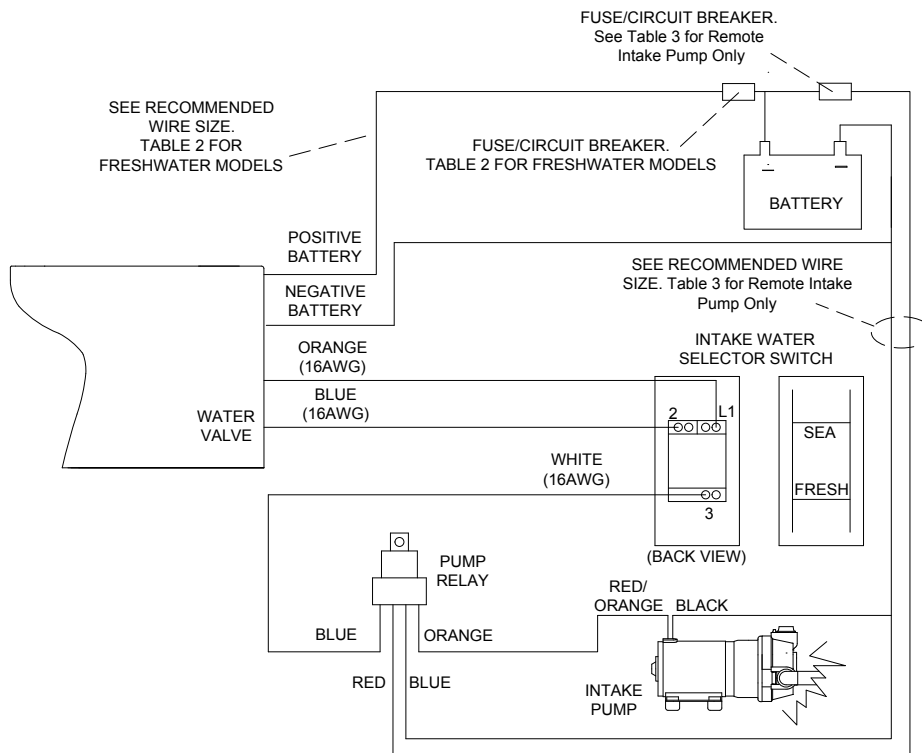 FUSE/CIRCUIT BREAKER.
See Table 3 for Remote
Intake Pump Only
SEE RECOMMENDED
WIRE SIZE.
TABLE 2 FOR
FRESHWATER MODELS
FUSE/CIRCUIT BREAKER.
TABLE 2 FOR FRESHWATER MODELS
BATTERY
POSITIVE
BATTERY
NEGATIVE
BATTERY
SEE RECOMMENDED WIRE
SIZE. Table 3 for Remote Intake
Pump Only
ORANGE
(16AWG)
BLUE
(16AWG)
WATER
VALVE
INTAKE WATER
SELECTOR SWITCH
2
L1
SEA
FRESH
WHITE
(16AWG)
3
(BACK VIEW)
PUMP
RELAY
RED/
ORANGE
BLACK
BLUE
ORANGE
RED
BLUE
INTAKE
PUMP